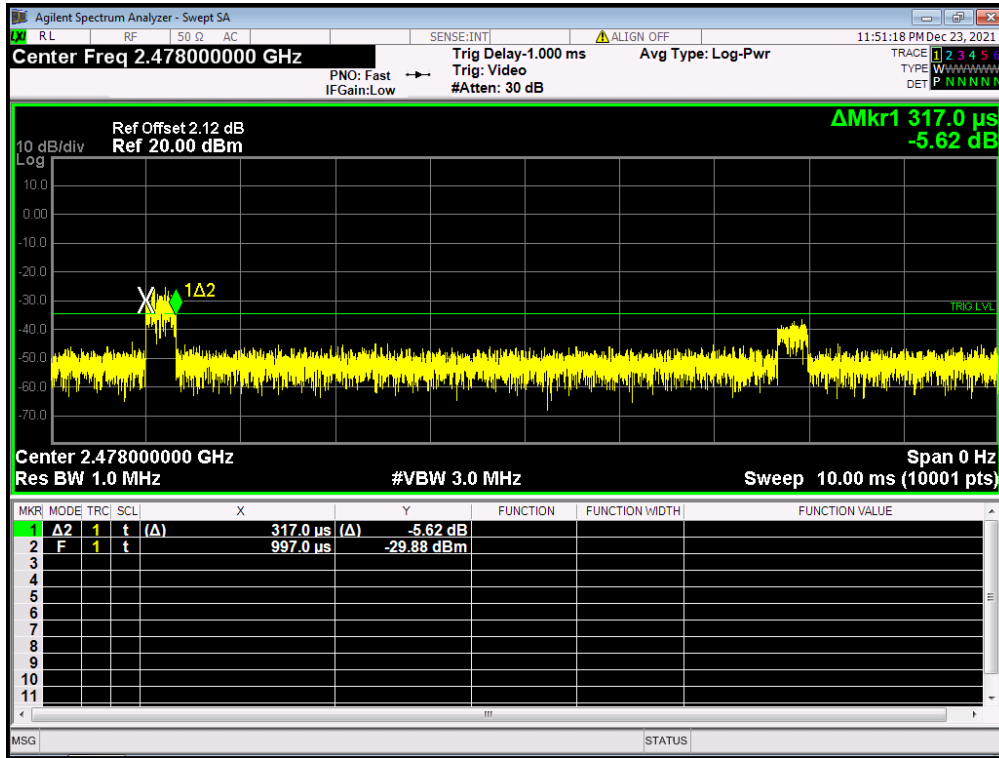 Agilent Spectrum Analyzer - Swept SA
LXI RL RF 50 Ω AC SENSE:INT ALIGN OFF 11:51:18 PM Dec 23, 2021
Center Freq 2.478000000 GHz Trig Delay-1.000 ms Avg Type: Log-Pwr TRACE 1 2 3 4 5 6
PNO: Fast Trig: Video TYPE WWWWWW
IFGain:Low #Atten: 30 dB DET P N N N N N
ΔMkr1 317.0 µs
-5.62 dB
Ref Offset 2.12 dB
10 dB/div Ref 20.00 dBm
Log
10.0
0.00
-10.0
-20.0
-30.0
-40.0
-50.0
-60.0
-70.0
X
1Δ2
TRIG LVL
Center 2.478000000 GHz Span 0 Hz
Res BW 1.0 MHz #VBW 3.0 MHz Sweep 10.00 ms (10001 pts)
MKR MODE TRC SCL X Y FUNCTION FUNCTION WIDTH FUNCTION VALUE
1 Δ2 1 t (Δ) 317.0 µs (Δ) -5.62 dB
2 F 1 t 997.0 µs -29.88 dBm
3
4
5
6
7
8
9
10
11
MSG STATUS